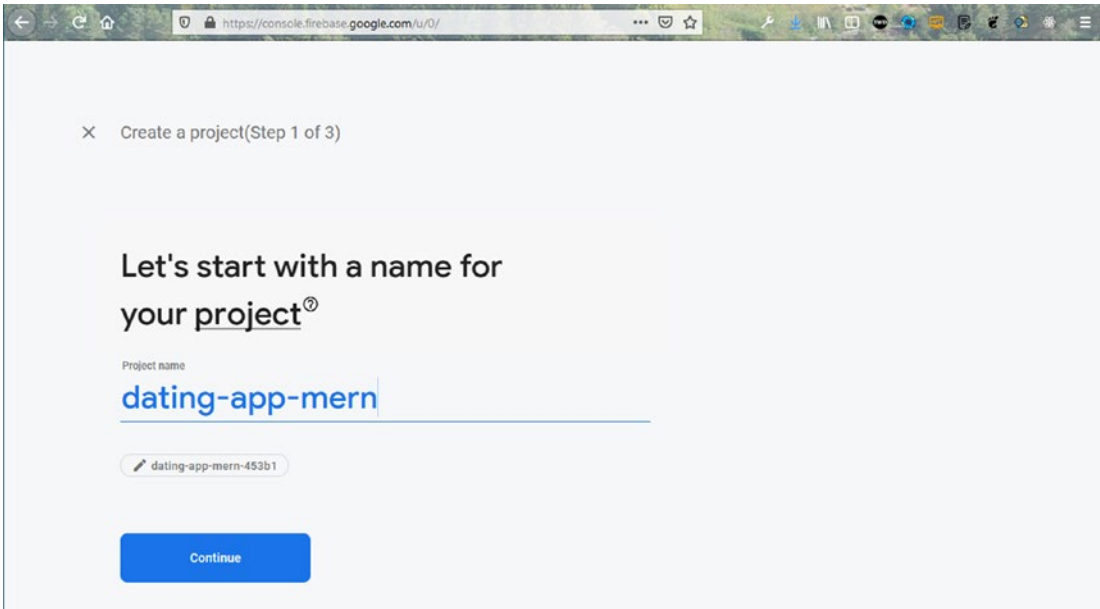 https://console.firebase.google.com/u/0/
Create a project(Step 1 of 3)
Let's start with a name for
your project
Project name
dating-app-mern
dating-app-mern-453b1
Continue